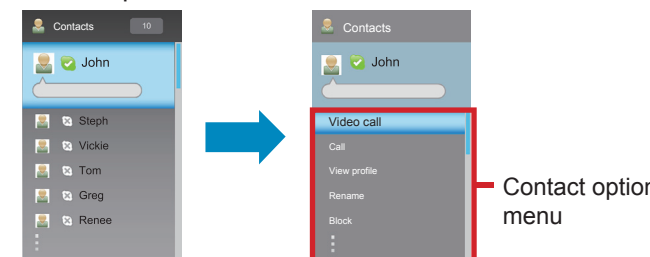 Contacts 10
John
Steph
Vickie
Tom
Greg
Renee
Contacts
John
Video call
Call
View profile
Rename
Block
Contact option
menu